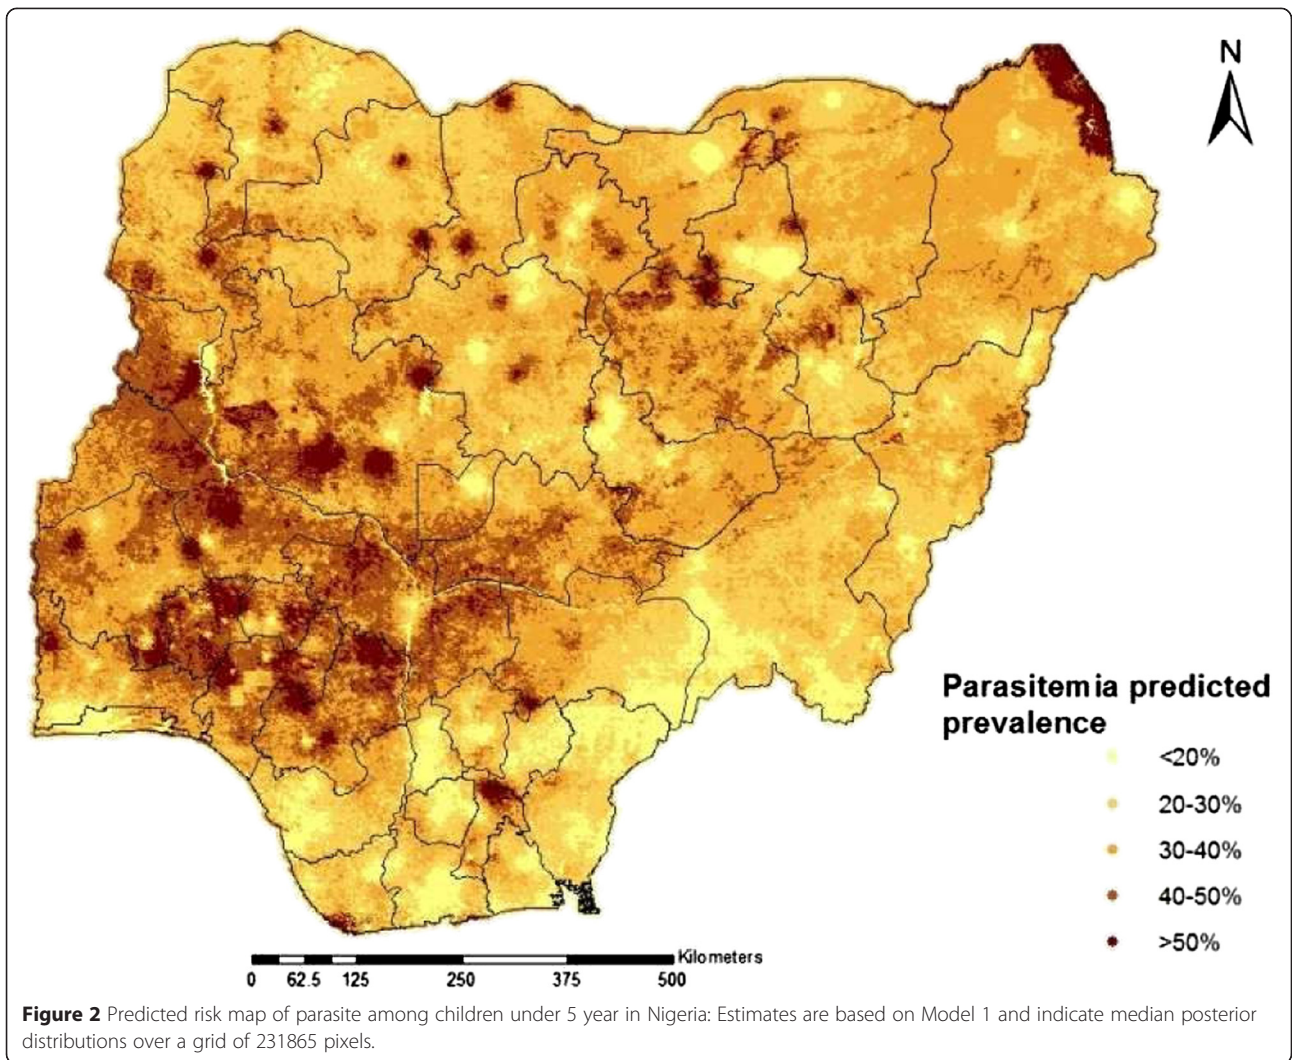 N
Parasitemia predicted
prevalence
<20%
20-30%
30-40%
40-50%
>50%
Kilometers
0 62.5 125 250 375 500
Figure 2 Predicted risk map of parasite among children under 5 year in Nigeria: Estimates are based on Model 1 and indicate median posterior
distributions over a grid of 231865 pixels.